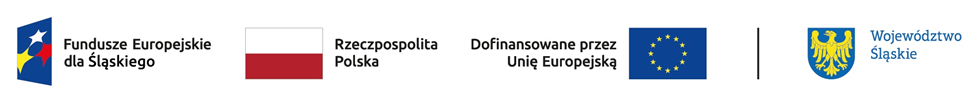 Fundusze Europejskie
dla Śląskiego
Rzeczpospolita
Polska
Dofinansowane przez
Unię Europejską
Województwo
Śląskie